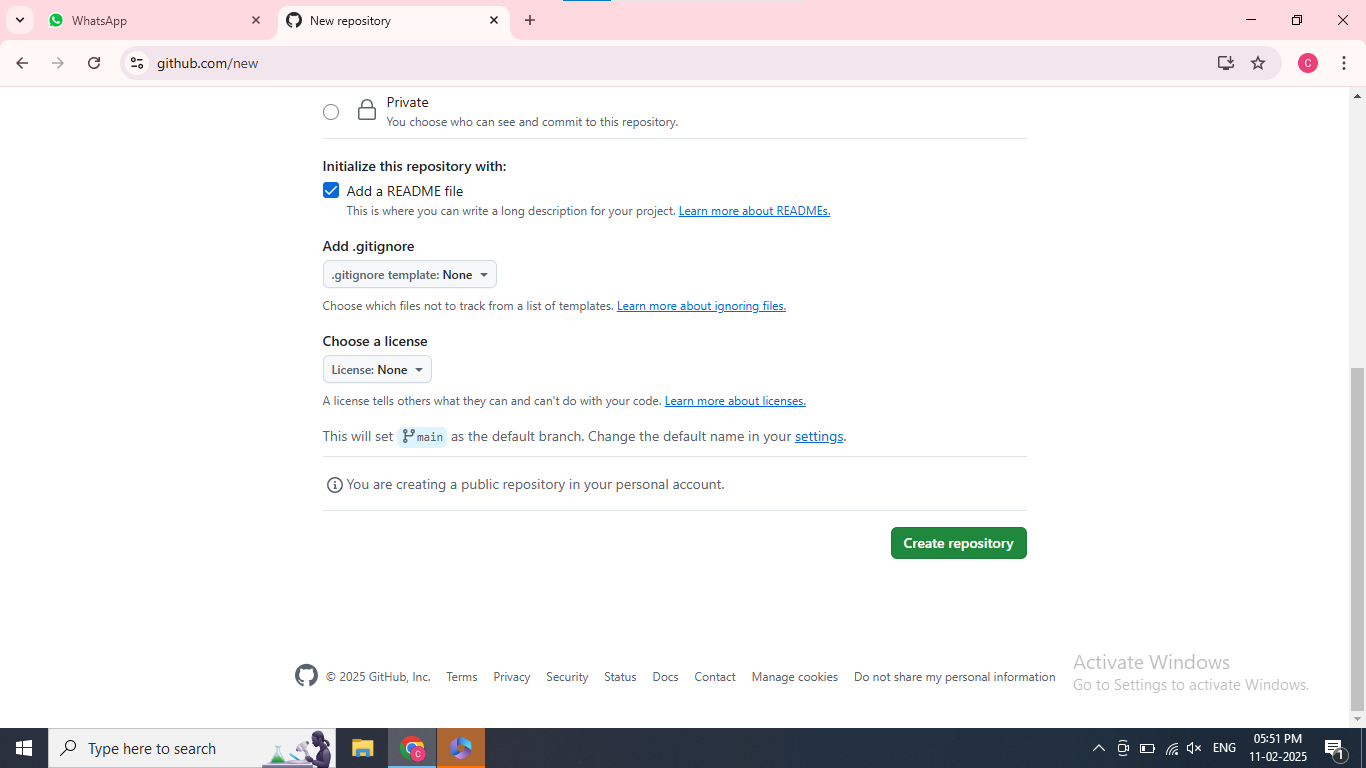 WhatsApp
New repository
github.com/new
C
Private
You choose who can see and commit to this repository.
Initialize this repository with:
Add a README file
This is where you can write a long description for your project. Learn more about READMEs.
Add .gitignore
.gitignore template: None
Choose which files not to track from a list of templates. Learn more about ignoring files.
Choose a license
License: None
A license tells others what they can and can't do with your code. Learn more about licenses.
This will set main as the default branch. Change the default name in your settings.
You are creating a public repository in your personal account.
Create repository
© 2025 GitHub, Inc. Terms Privacy Security Status Docs Contact Manage cookies Do not share my personal information
Activate Windows
Go to Settings to activate Windows.
Type here to search
C
ENG
05:51 PM
11-02-2025
1